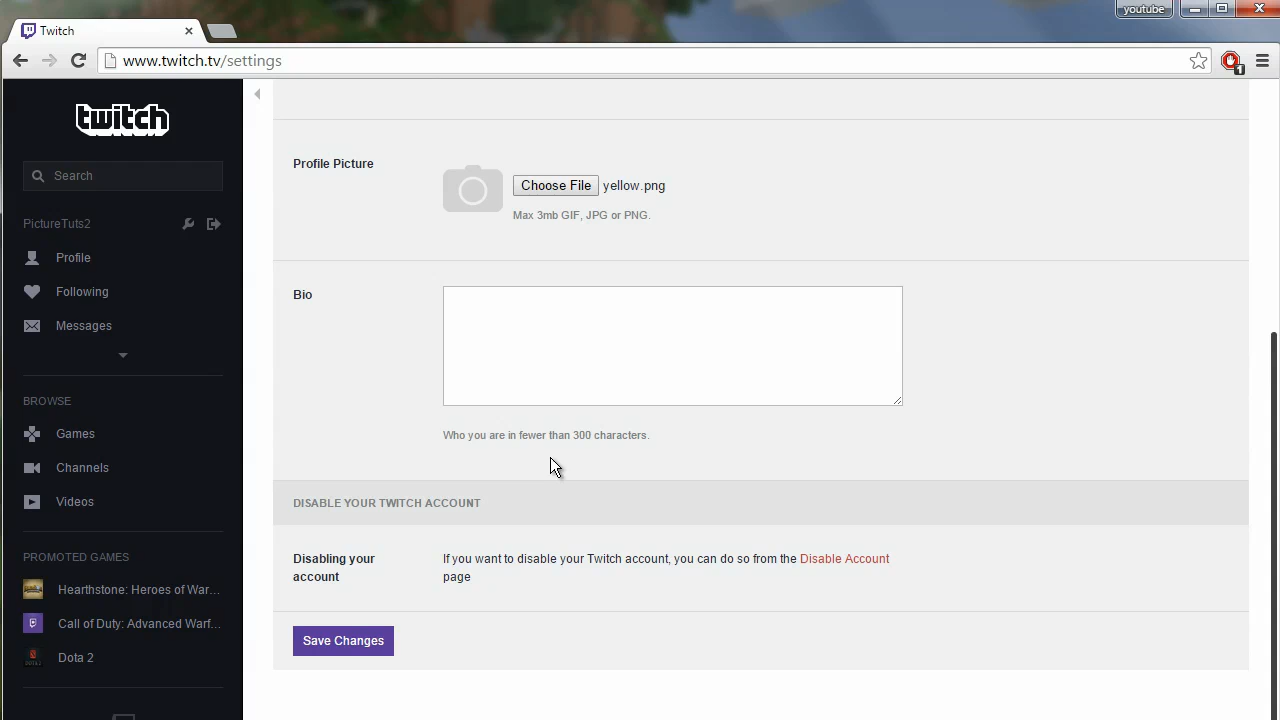 youtube
Twitch
www.twitch.tv/settings
1
twitch
Search
PictureTuts2
Profile
Following
Messages
BROWSE
Games
Channels
Videos
PROMOTED GAMES
Hearthstone: Heroes of War...
Call of Duty: Advanced Warf...
Dota 2
Profile Picture
Choose File yellow.png
Max 3mb GIF, JPG or PNG.
Bio
Who you are in fewer than 300 characters.
DISABLE YOUR TWITCH ACCOUNT
Disabling your
account
If you want to disable your Twitch account, you can do so from the Disable Account
page
Save Changes